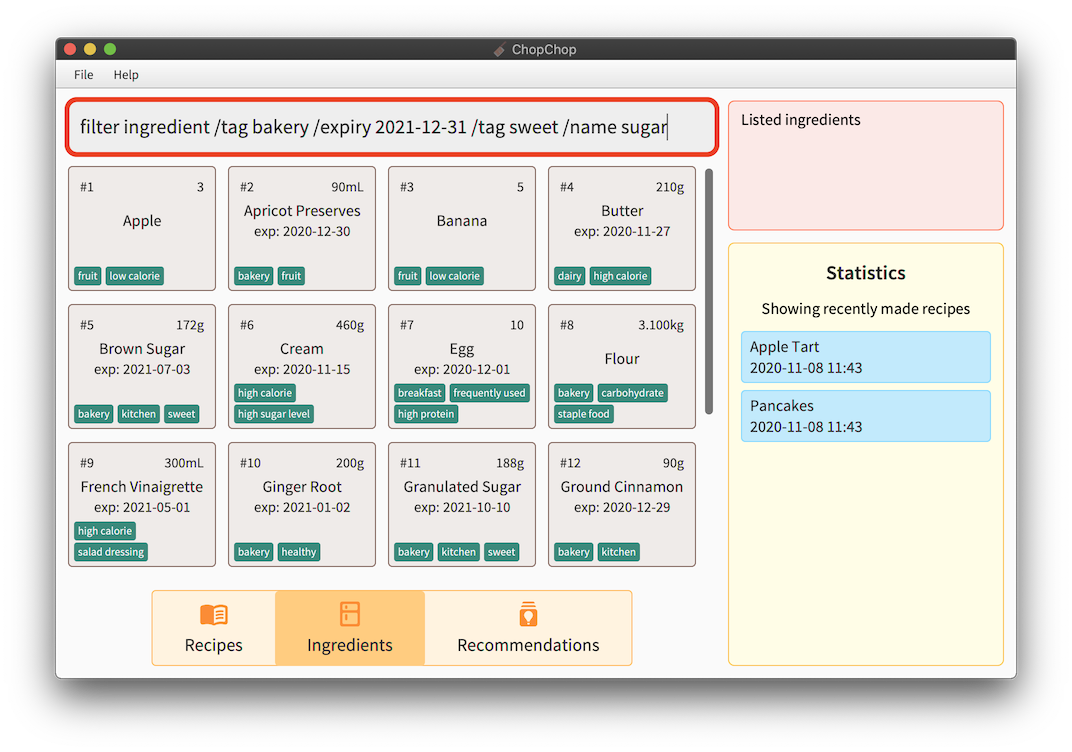 ChopChop
File Help
filter ingredient /tag bakery /expiry 2021-12-31 /tag sweet /name sugar
#1 3
Apple
fruit low calorie
#2 90mL
Apricot Preserves
exp: 2020-12-30
bakery fruit
#3 5
Banana
fruit low calorie
#4 210g
Butter
exp: 2020-11-27
dairy high calorie
#5 172g
Brown Sugar
exp: 2021-07-03
bakery kitchen sweet
#6 460g
Cream
exp: 2020-11-15
high calorie
high sugar level
#7 10
Egg
exp: 2020-12-01
breakfast frequently used
high protein
#8 3.100kg
Flour
bakery carbohydrate
staple food
#9 300mL
French Vinaigrette
exp: 2021-05-01
high calorie
salad dressing
#10 200g
Ginger Root
exp: 2021-01-02
bakery healthy
#11 188g
Granulated Sugar
exp: 2021-10-10
bakery kitchen sweet
#12 90g
Ground Cinnamon
exp: 2020-12-29
bakery kitchen
Recipes
Ingredients
Recommendations
Listed ingredients
Statistics
Showing recently made recipes
Apple Tart
2020-11-08 11:43
Pancakes
2020-11-08 11:43